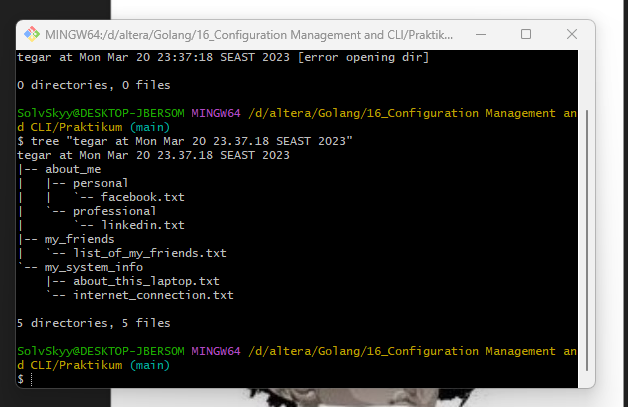 MINGW64:/d/altera/Golang/16_Configuration Management and CLI/Praktik...
tegar at Mon Mar 20 23:37:18 SEAST 2023 [error opening dir]
0 directories, 0 files
SolvSkyy@DESKTOP-JBERSOM MINGW64 /d/altera/Golang/16_Configuration Management an
d CLI/Praktikum (main)
$ tree "tegar at Mon Mar 20 23.37.18 SEAST 2023"
tegar at Mon Mar 20 23.37.18 SEAST 2023
|-- about_me
|   |-- personal
|   |   `-- facebook.txt
|   `-- professional
|       `-- linkedin.txt
|-- my_friends
|   `-- list_of_my_friends.txt
`-- my_system_info
    |-- about_this_laptop.txt
    `-- internet_connection.txt
5 directories, 5 files
SolvSkyy@DESKTOP-JBERSOM MINGW64 /d/altera/Golang/16_Configuration Management an
d CLI/Praktikum (main)
$